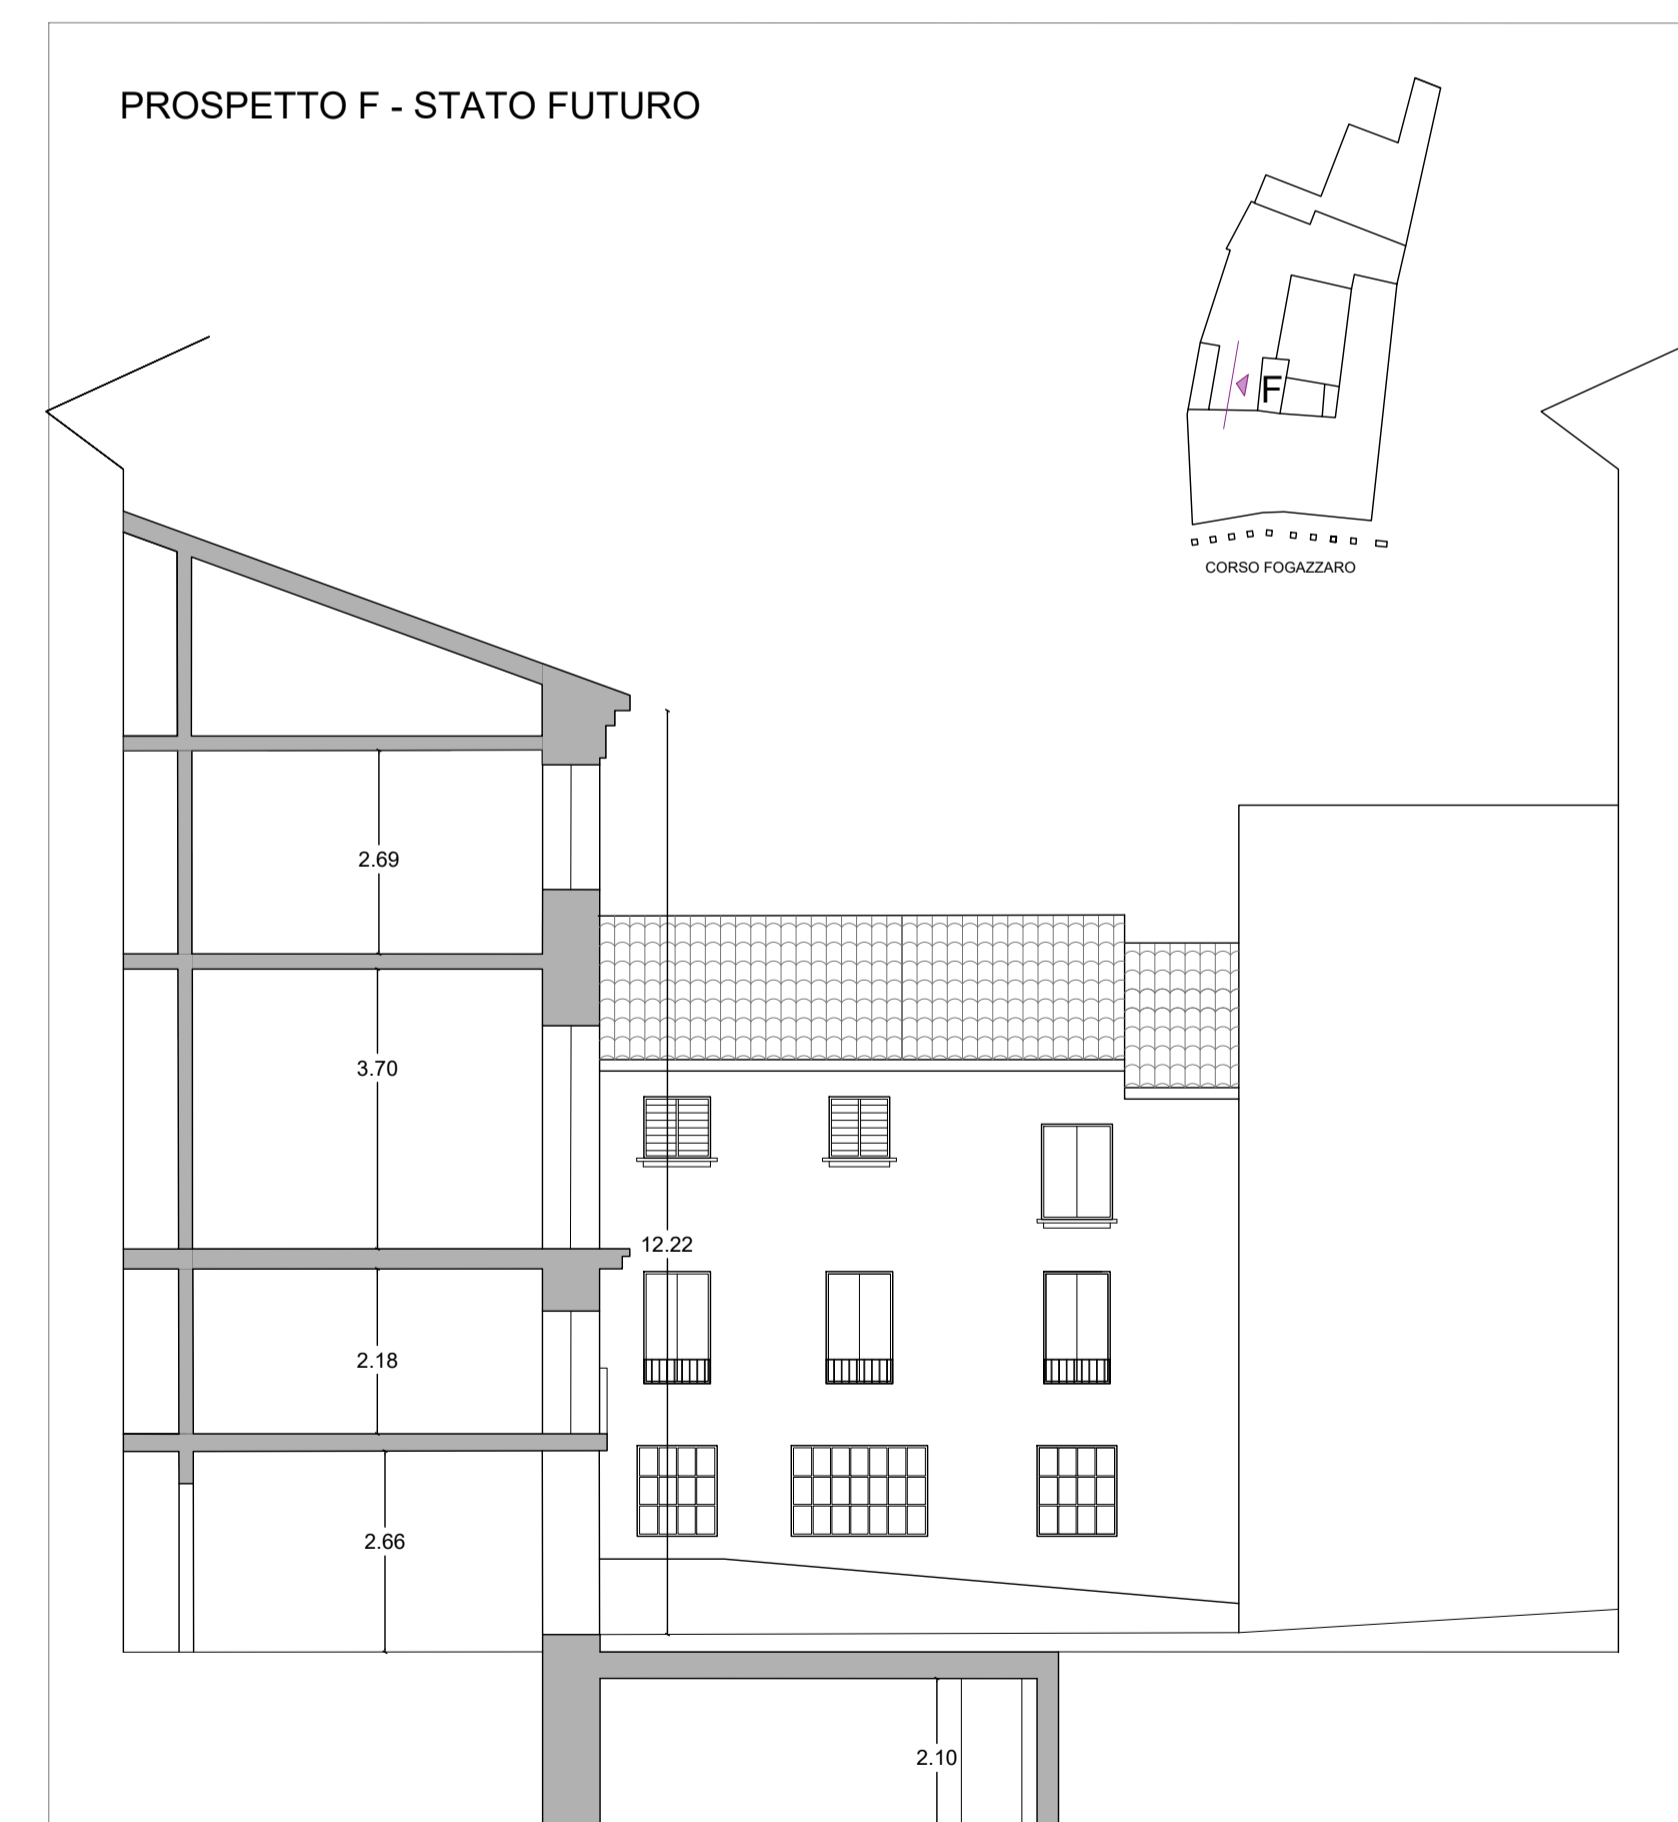 PROSPETTO F - STATO FUTURO
F
CORSO FOGAZZARO
2.69
3.70
12.22
2.18
2.66
2.10